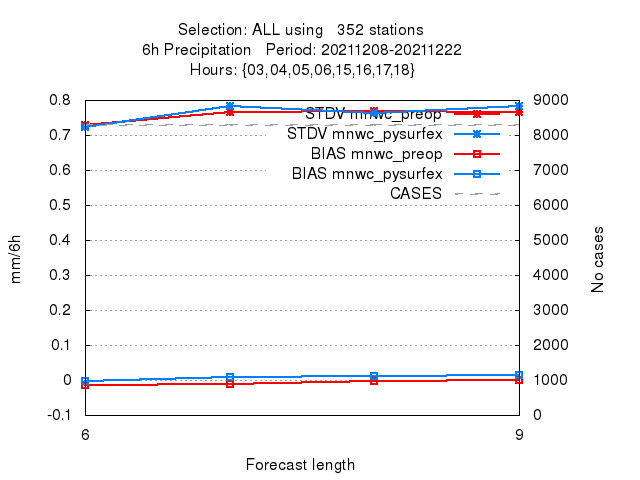 Selection: ALL using   352 stations
6h Precipitation   Period: 20211208-20211222
Hours: {03,04,05,06,15,16,17,18}
0.8
0.7
0.6
0.5
0.4
0.3
0.2
0.1
0
-0.1
mm/6h
STDV mnwc_preop
STDV mnwc_pysurfex
BIAS mnwc_preop
BIAS mnwc_pysurfex
CASES
9000
8000
7000
6000
5000
4000
3000
2000
1000
0
No cases
6
9
Forecast length